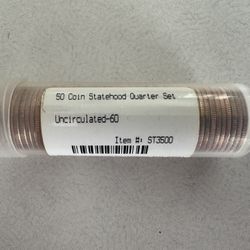 50 Coin Statehood Quarter Set
Uncirculated-60
Item #: ST3500